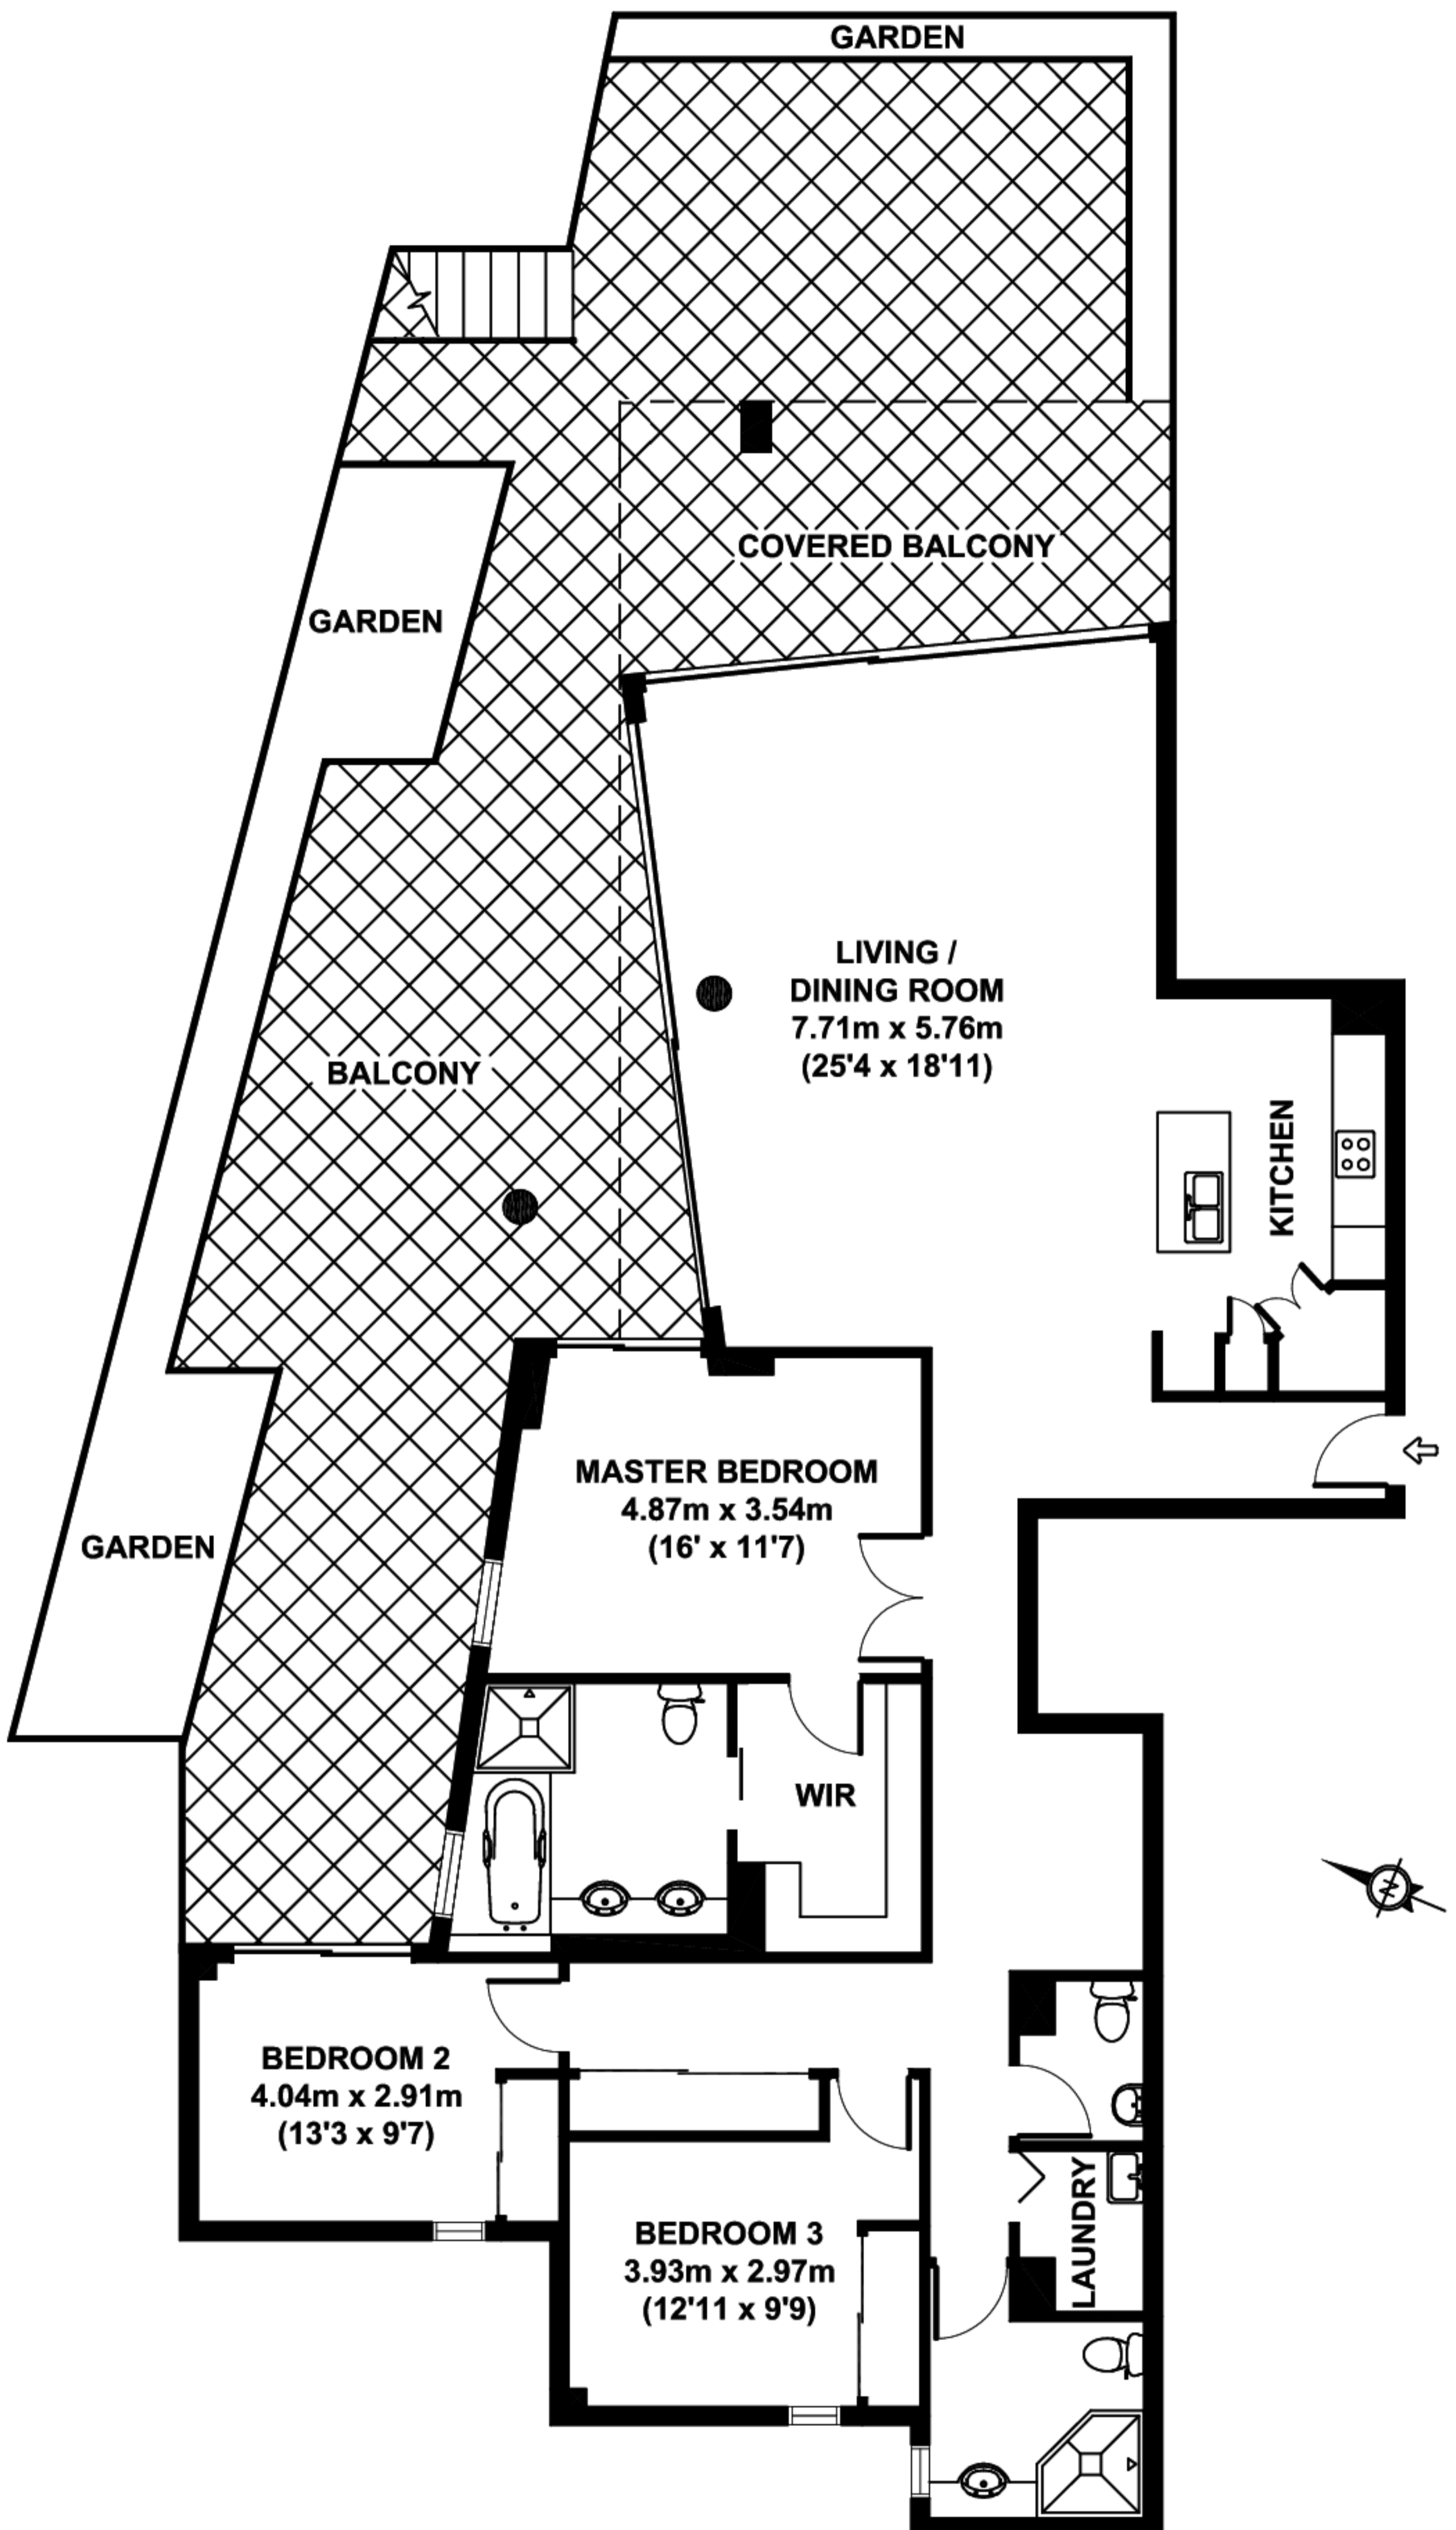 GARDEN
COVERED BALCONY
GARDEN
LIVING /
DINING ROOM
7.71m x 5.76m
(25'4 x 18'11)
BALCONY
KITCHEN
MASTER BEDROOM
4.87m x 3.54m
(16' x 11'7)
GARDEN
WIR
N
BEDROOM 2
4.04m x 2.91m
(13'3 x 9'7)
LAUNDRY
BEDROOM 3
3.93m x 2.97m
(12'11 x 9'9)